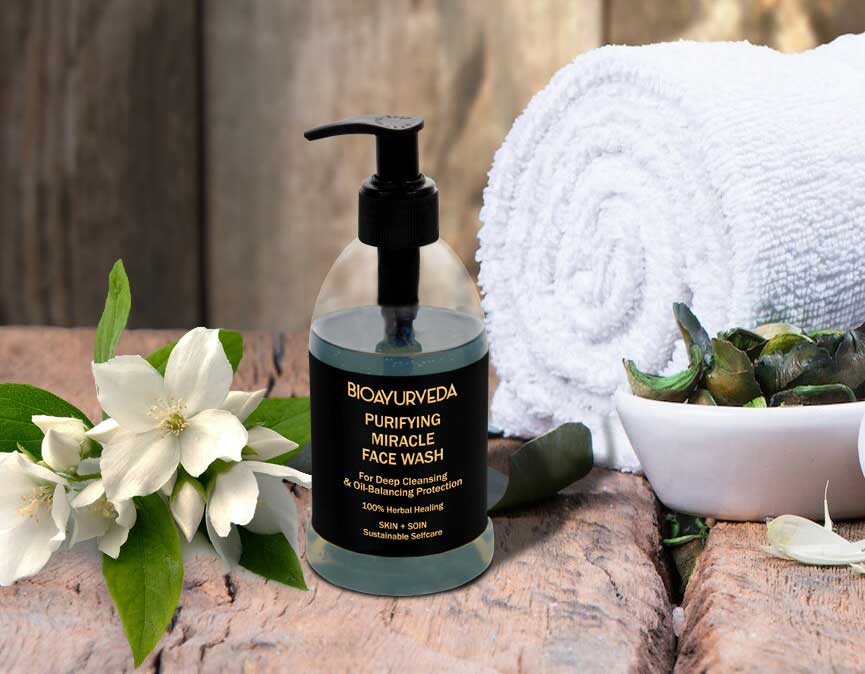 BIOAYURVEDA
PURIFYING
MIRACLE
FACE WASH
For Deep Cleansing
& Oil-Balancing Protection
100% Herbal Healing
SKIN + SOIN
Sustainable Selfcare